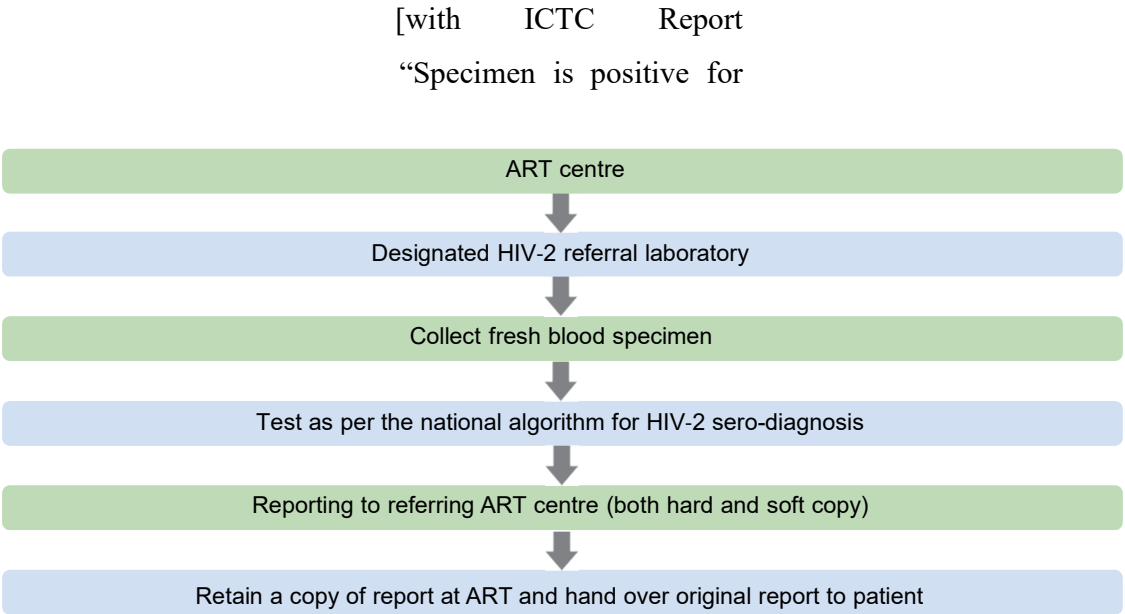 [with ICTC Report
“Specimen is positive for
ART centre
Designated HIV-2 referral laboratory
Collect fresh blood specimen
Test as per the national algorithm for HIV-2 sero-diagnosis
Reporting to referring ART centre (both hard and soft copy)
Retain a copy of report at ART and hand over original report to patient